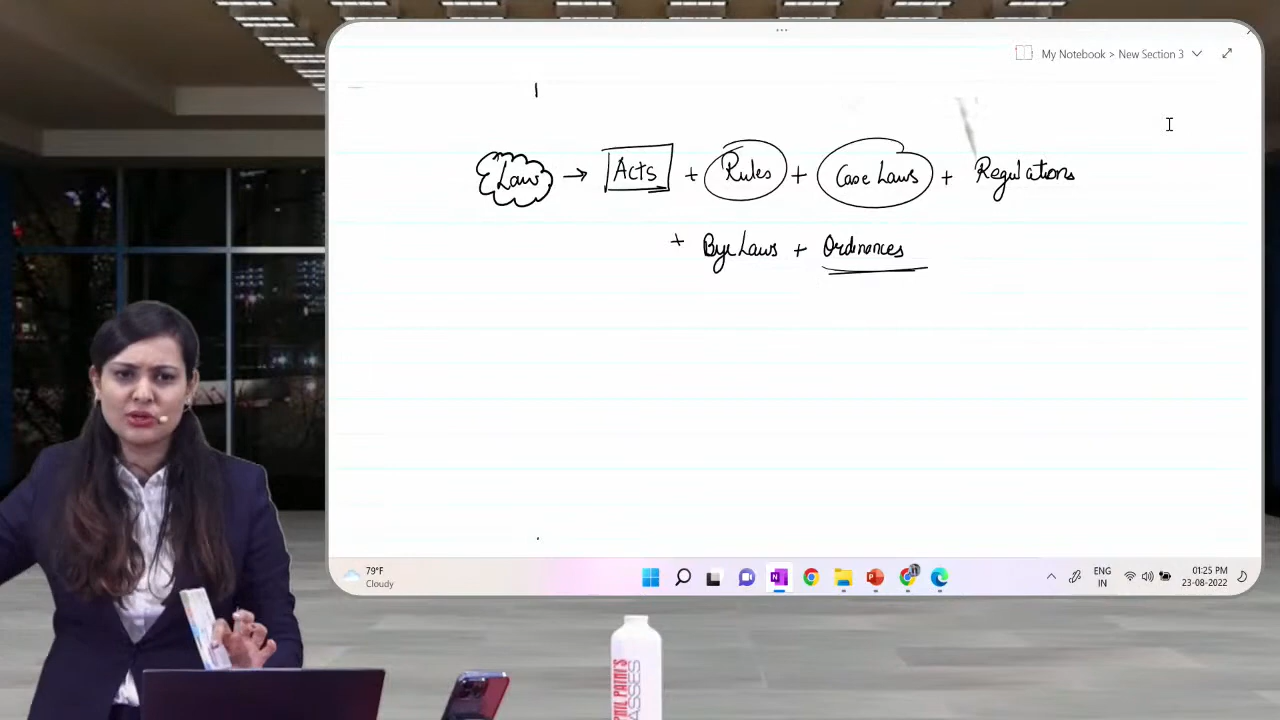 My Notebook > New Section 3
Law → Acts + Rules + Case Laws + Regulations
+ Bye Laws + Ordinances
79°F
Cloudy
ENG
IN
01:25 PM
23-08-2022